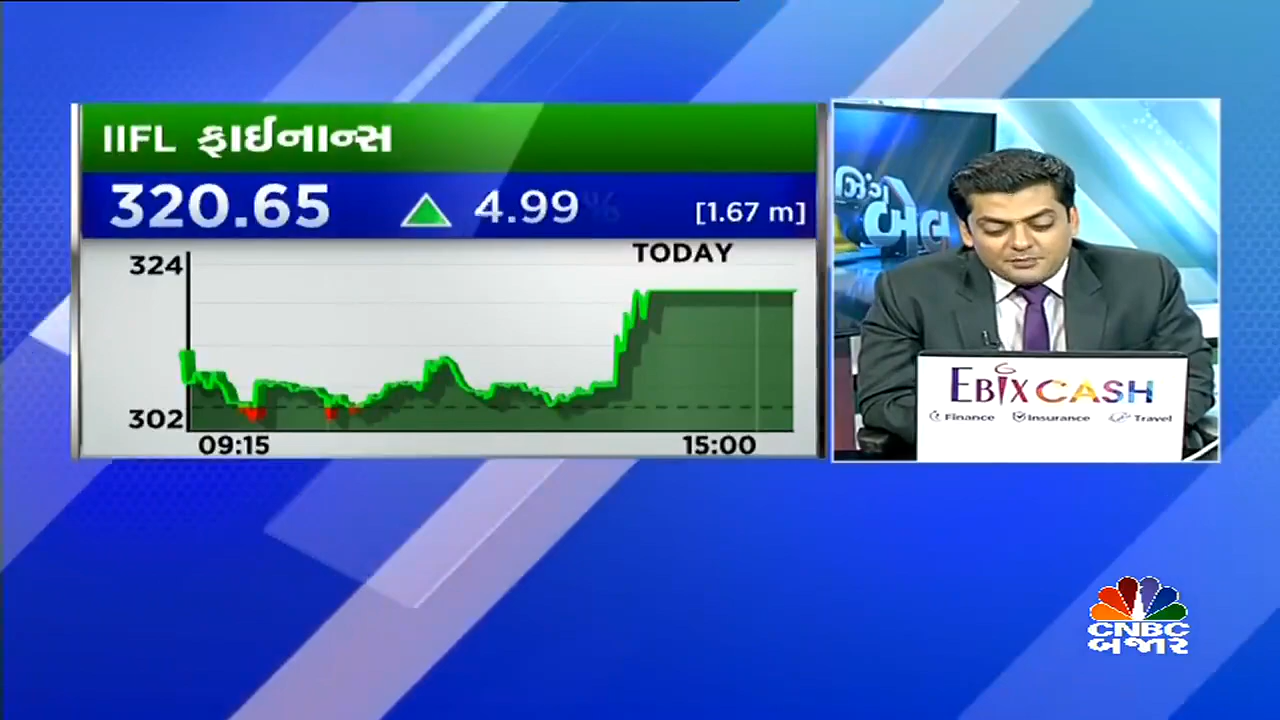 IIFL ફાઈનાન્સ
320.65 ▲ 4.99 [1.67 m]
TODAY
324
302
09:15 15:00
EBIXCASH
Finance Insurance Travel
CNBC
બજાર